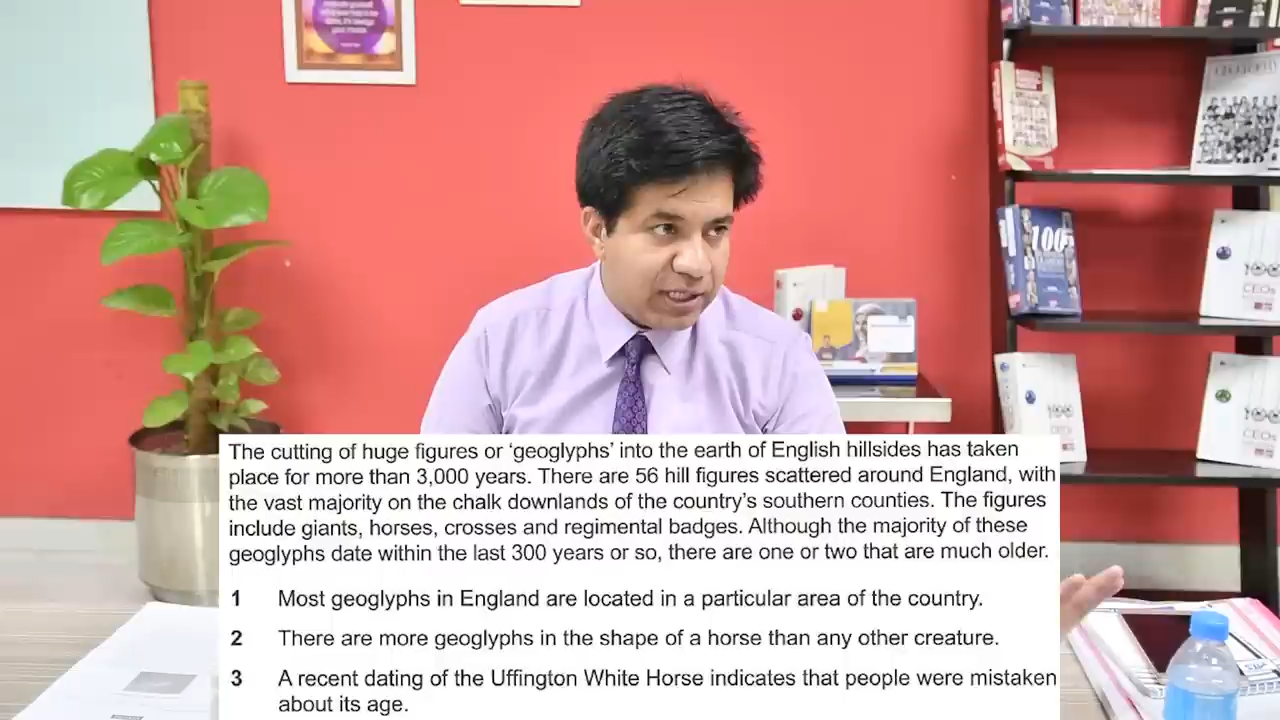 The cutting of huge figures or ‘geoglyphs’ into the earth of English hillsides has taken
place for more than 3,000 years. There are 56 hill figures scattered around England, with
the vast majority on the chalk downlands of the country’s southern counties. The figures
include giants, horses, crosses and regimental badges. Although the majority of these
geoglyphs date within the last 300 years or so, there are one or two that are much older.
1 Most geoglyphs in England are located in a particular area of the country.
2 There are more geoglyphs in the shape of a horse than any other creature.
3 A recent dating of the Uffington White Horse indicates that people were mistaken
about its age.
100
100
CEOs
100
100
CEOs